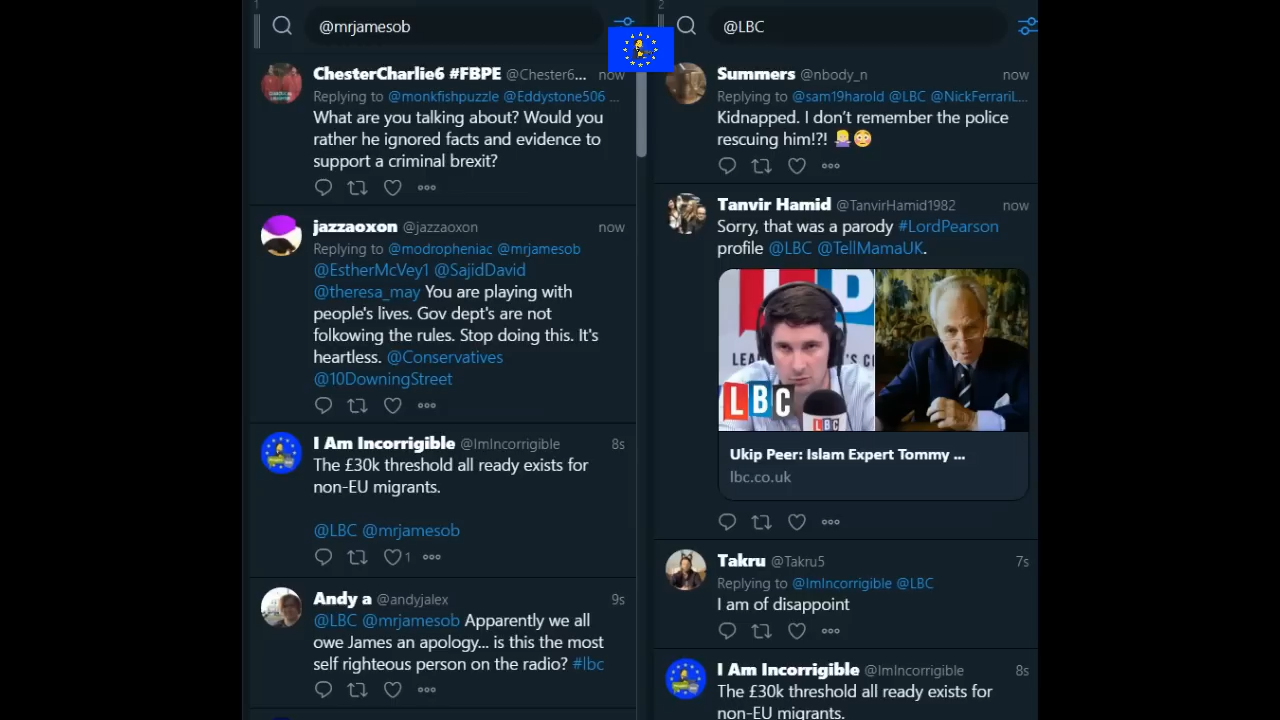 1
@mrjamesob
ChesterCharlie6 #FBPE @Chester6... now
Replying to @monkfishpuzzle @Eddystone506 ...
What are you talking about? Would you
rather he ignored facts and evidence to
support a criminal brexit?
jazzaoxon @jazzaoxon now
Replying to @modropheniac @mrjamesob
@EstherMcVey1 @SajidDavid
@theresa_may You are playing with
people's lives. Gov dept's are not
following the rules. Stop doing this. It's
heartless. @Conservatives
@10DowningStreet
I Am Incorrigible @ImIncorrigible 8s
The £30k threshold all ready exists for
non-EU migrants.
@LBC @mrjamesob
1
Andy a @andyjalex 9s
@LBC @mrjamesob Apparently we all
owe James an apology... is this the most
self righteous person on the radio? #lbc
2
@LBC
Summers @nbody_n now
Replying to @sam19harold @LBC @NickFerrariL...
Kidnapped. I don’t remember the police
rescuing him!?!
Tanvir Hamid @TanvirHamid1982 now
Sorry, that was a parody #LordPearson
profile @LBC @TellMamaUK.
LBC
LBC
Ukip Peer: Islam Expert Tommy ...
lbc.co.uk
Takru @Takru5 7s
Replying to @ImIncorrigible @LBC
I am of disappoint
I Am Incorrigible @ImIncorrigible 8s
The £30k threshold all ready exists for
non-EU migrants.